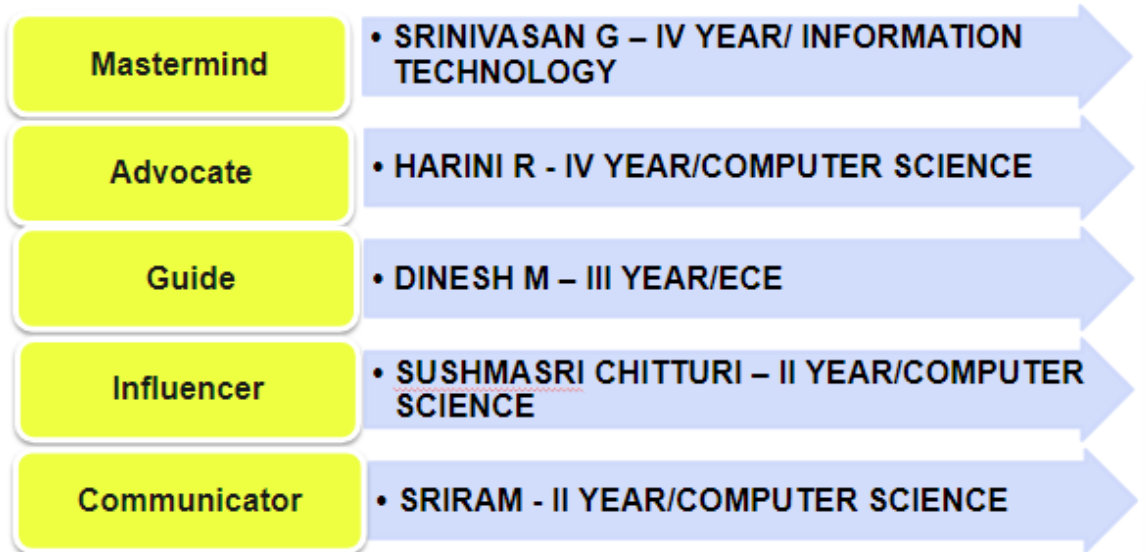 Mastermind
• SRINIVASAN G – IV YEAR/ INFORMATION
TECHNOLOGY
Advocate
• HARINI R - IV YEAR/COMPUTER SCIENCE
Guide
• DINESH M – III YEAR/ECE
Influencer
• SUSHMASRI CHITTURI – II YEAR/COMPUTER
SCIENCE
Communicator
• SRIRAM - II YEAR/COMPUTER SCIENCE